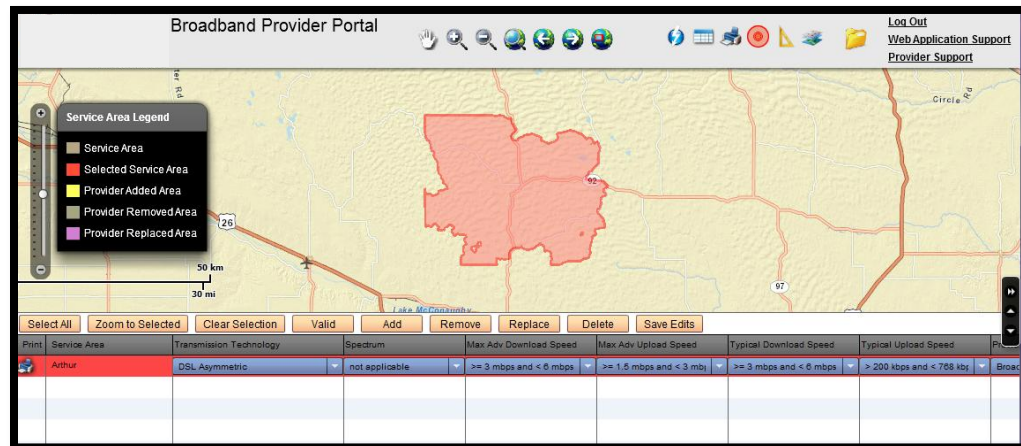 Broadband Provider Portal
Log Out
Web Application Support
Provider Support
ter Rd
Circle
Service Area Legend
Service Area
Selected Service Area
Provider Added Area
Provider Removed Area
Provider Replaced Area
92
26
50 km
30 mi
97
Lake McConaughy
Select All Zoom to Selected Clear Selection Valid Add Remove Replace Delete Save Edits
Print Service Area Transmission Technology Spectrum Max Adv Download Speed Max Adv Upload Speed Typical Download Speed Typical Upload Speed
Arthur DSL Asymmetric not applicable >= 3 mbps and < 6 mbps >= 1.5 mbps and < 3 mb >= 3 mbps and < 6 mbps > 200 kbps and < 768 kb Broad